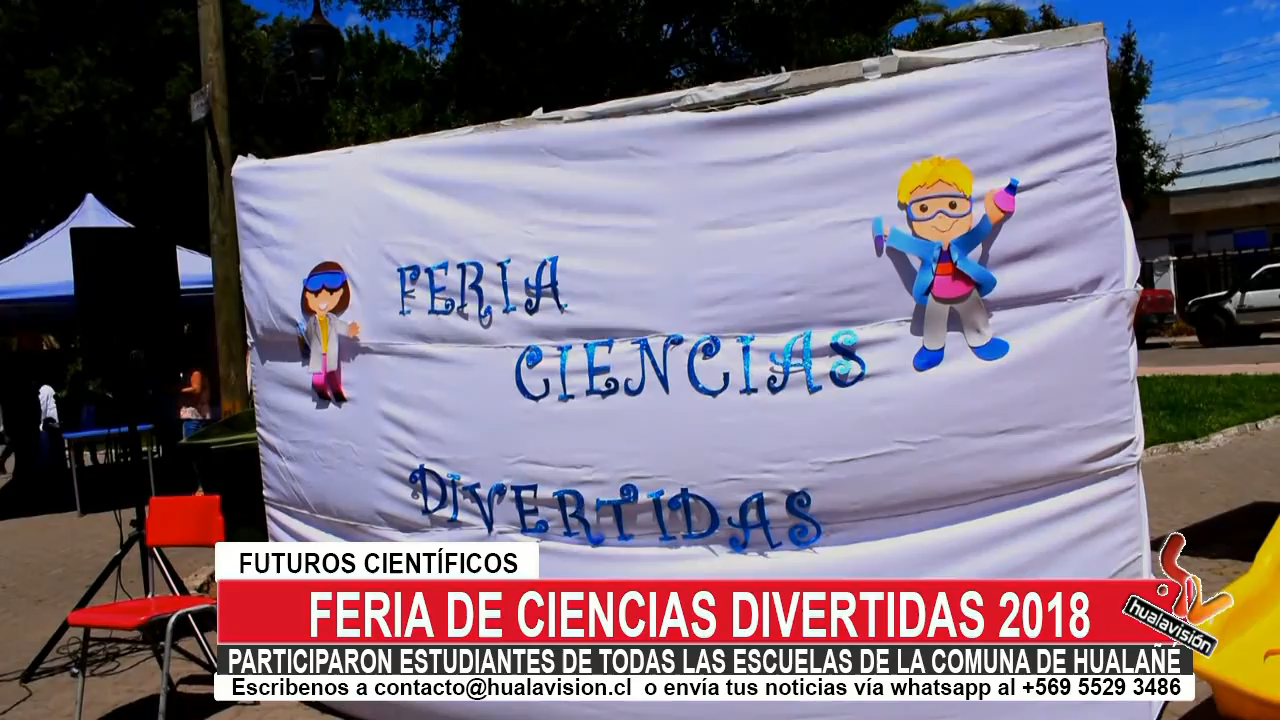 FERIA
CIENCIAS
DIVERTIDAS
FUTUROS CIENTÍFICOS
FERIA DE CIENCIAS DIVERTIDAS 2018
hualavisión
PARTICIPARON ESTUDIANTES DE TODAS LAS ESCUELAS DE LA COMUNA DE HUALAÑÉ
Escribenos a contacto@hualavision.cl o envía tus noticias vía whatsapp al +569 5529 3486